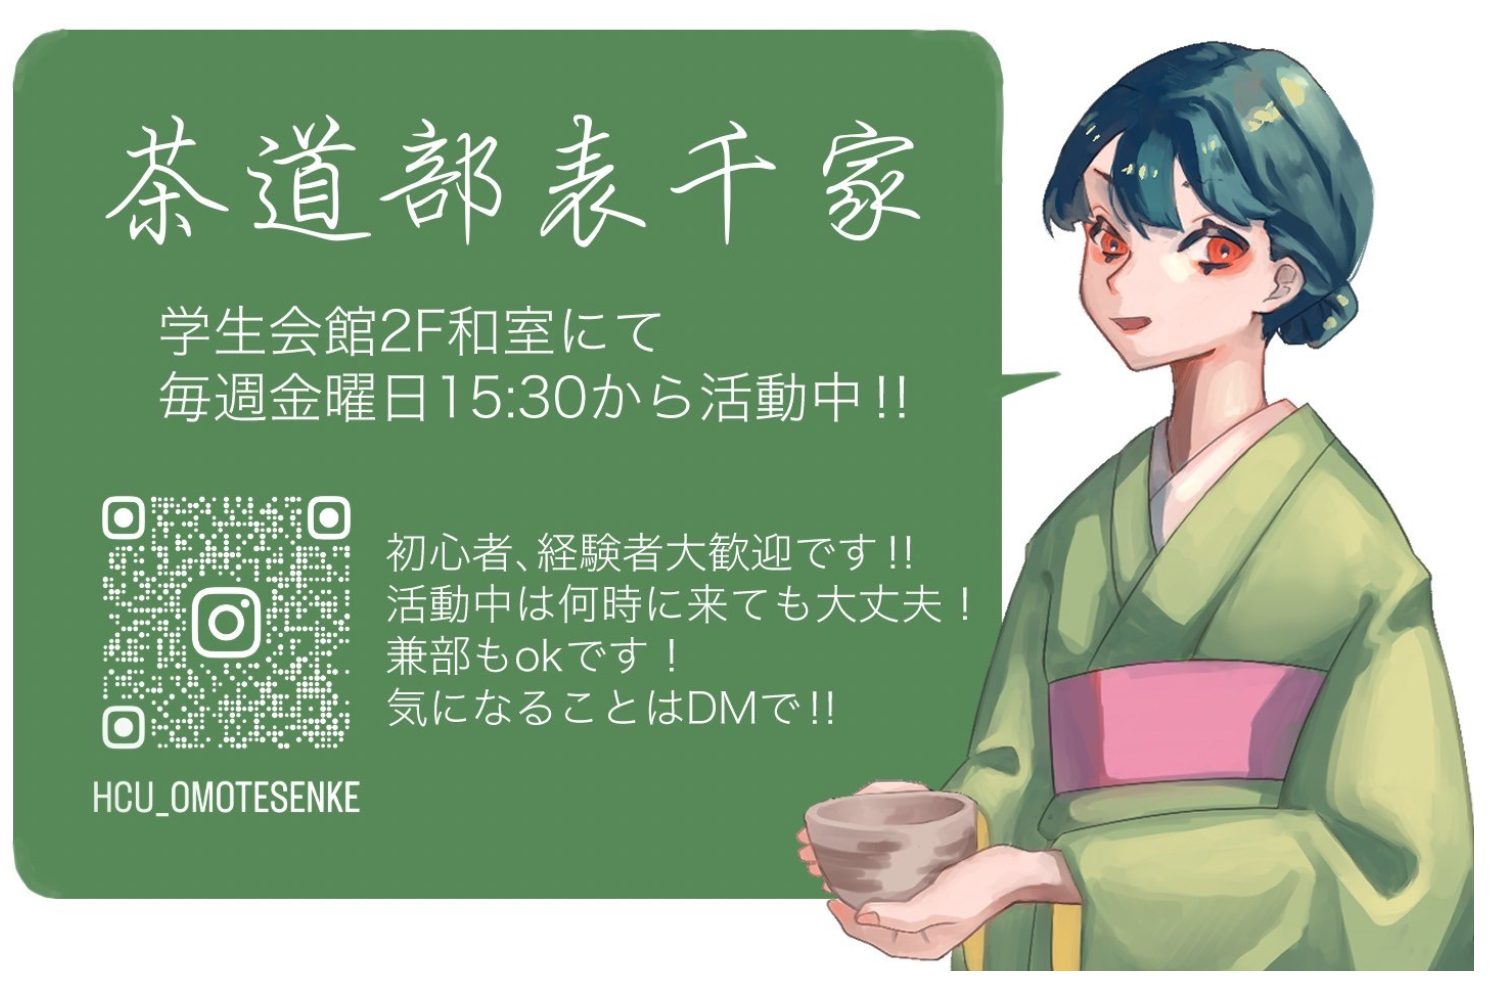 茶道部表千家
学生会館2F和室にて
毎週金曜日15:30から活動中!!
初心者、経験者大歓迎です!!
活動中は何時に来ても大丈夫！
兼部もokです！
気になることはDMで!!
HCU_OMOTESENKE